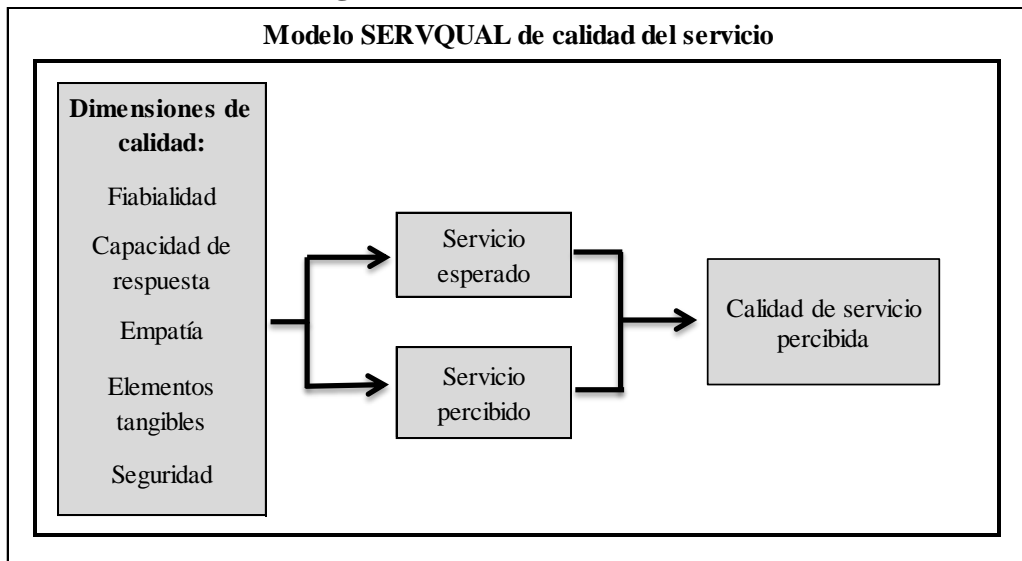 Modelo SERVQUAL de calidad del servicio
Dimensiones de
calidad:
Fiabialidad
Capacidad de
respuesta
Empatía
Elementos
tangibles
Seguridad
Servicio
esperado
Servicio
percibido
Calidad de servicio
percibida